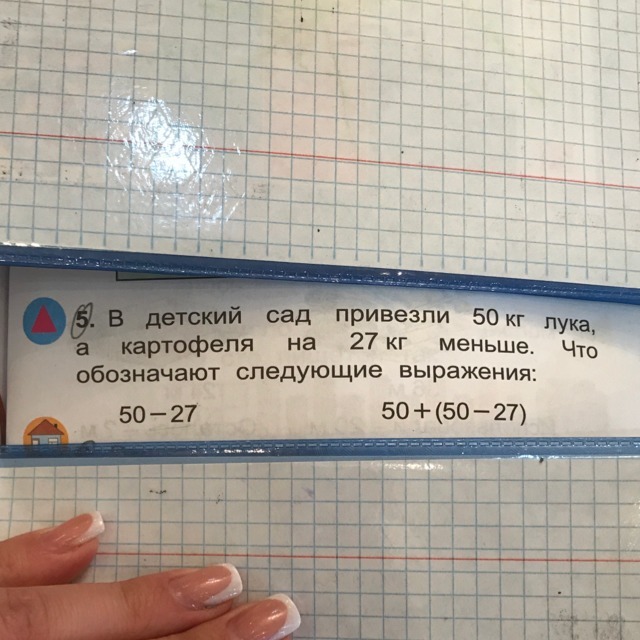 5. В детский сад привезли 50 кг лука,
а картофеля на 27 кг меньше. Что
обозначают следующие выражения:
50−27 50+(50−27)